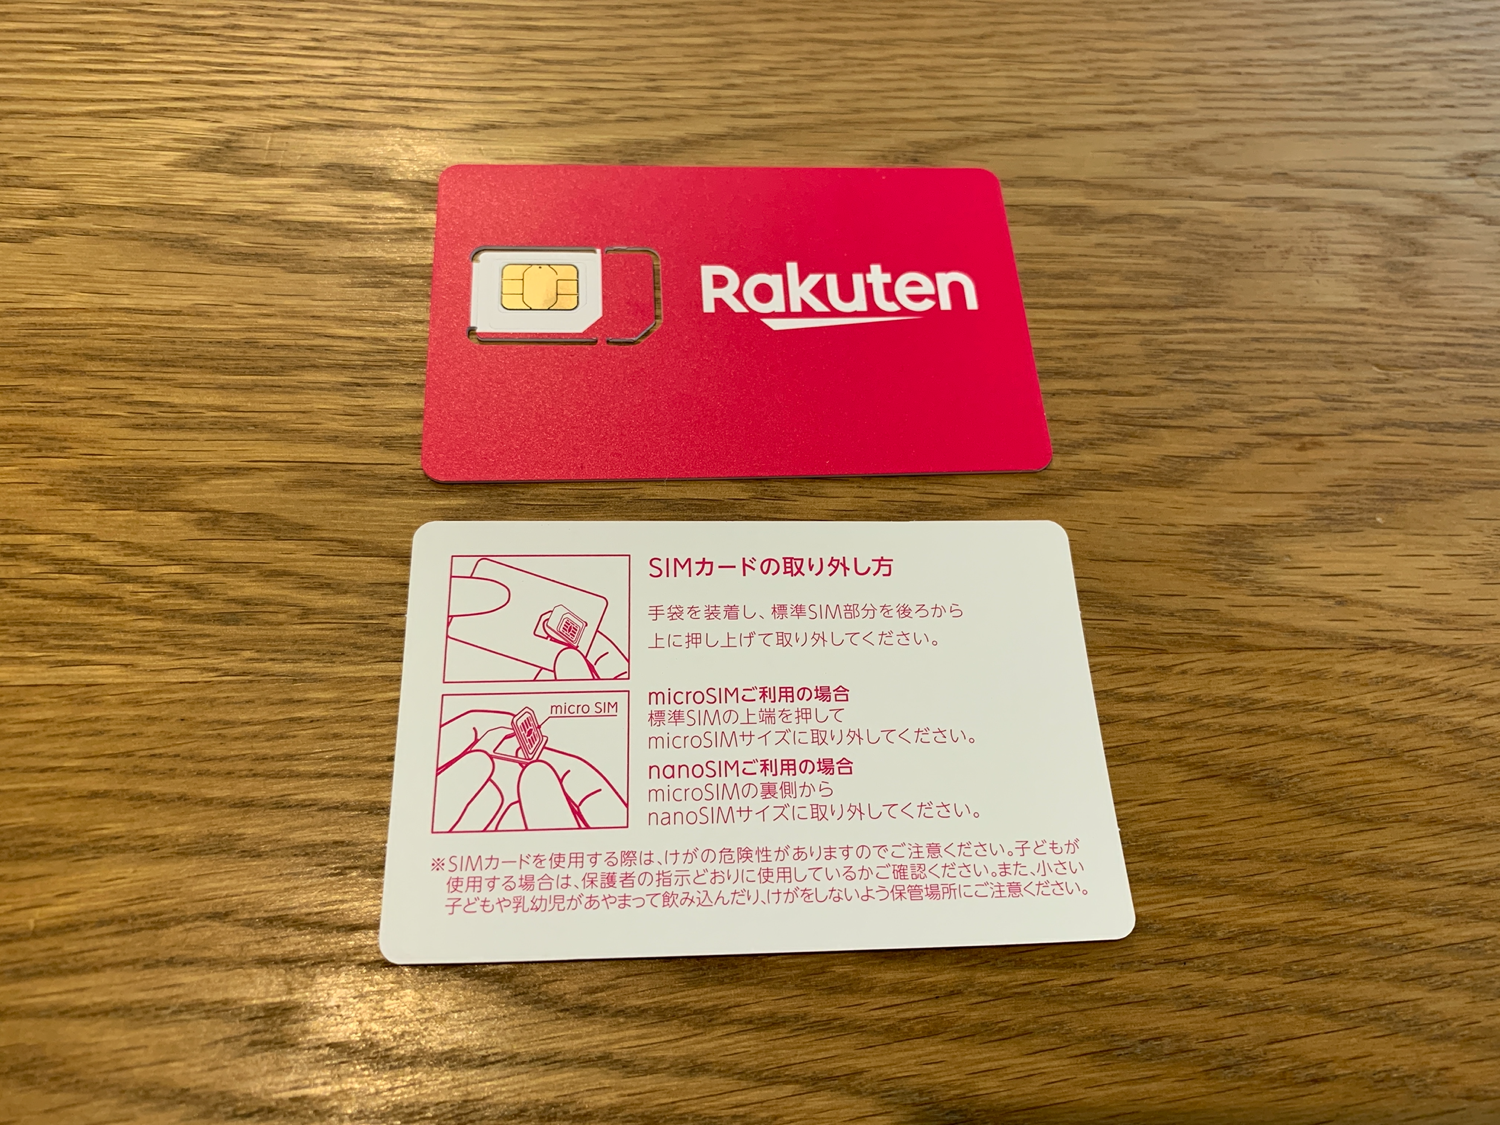 Rakuten
SIMカードの取り外し方
手袋を装着し、標準SIM部分を後ろから
上に押し上げて取り外してください。
micro SIM
microSIMご利用の場合
標準SIMの上端を押して
microSIMサイズに取り外してください。
nanoSIMご利用の場合
microSIMの裏側から
nanoSIMサイズに取り外してください。
※SIMカードを使用する際は、けがの危険性がありますのでご注意ください。子どもが
使用する場合は、保護者の指示どおりに使用しているかご確認ください。また、小さい
子どもや乳幼児があやまって飲み込んだり、けがをしないよう保管場所にご注意ください。